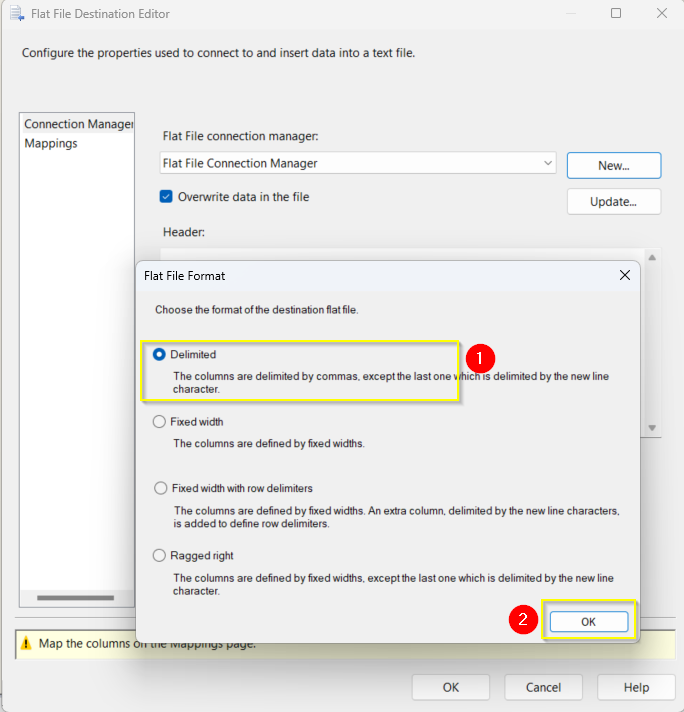 Flat File Destination Editor
Configure the properties used to connect to and insert data into a text file.
Connection Manager
Mappings
Flat File connection manager:
Flat File Connection Manager
New...
Overwrite data in the file
Update...
Header:
Flat File Format
Choose the format of the destination flat file.
Delimited
1
The columns are delimited by commas, except the last one which is delimited by the new line
character.
Fixed width
The columns are defined by fixed widths.
Fixed width with row delimiters
The columns are defined by fixed widths. An extra column, delimited by the new line characters,
is added to define row delimiters.
Ragged right
The columns are defined by fixed widths, except the last one which is delimited by the new line
character.
2
OK
Map the columns on the Mappings page.
OK
Cancel
Help